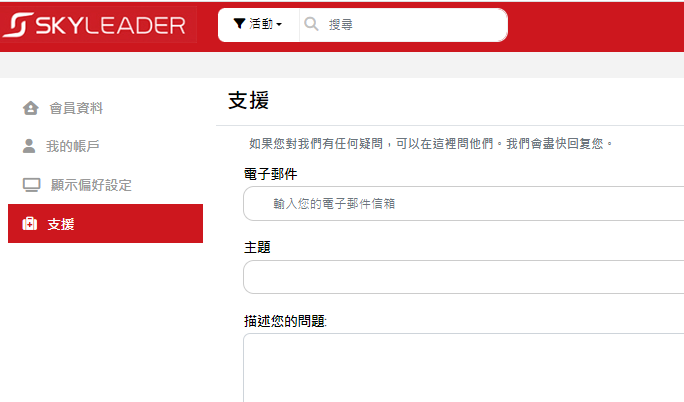 SKYLEADER
活動
搜尋
會員資料
我的帳戶
顯示偏好設定
支援
支援
如果您對我們有任何疑問，可以在這裡問他們。我們會盡快回复您。
電子郵件
輸入您的電子郵件信箱
主題
描述您的問題: